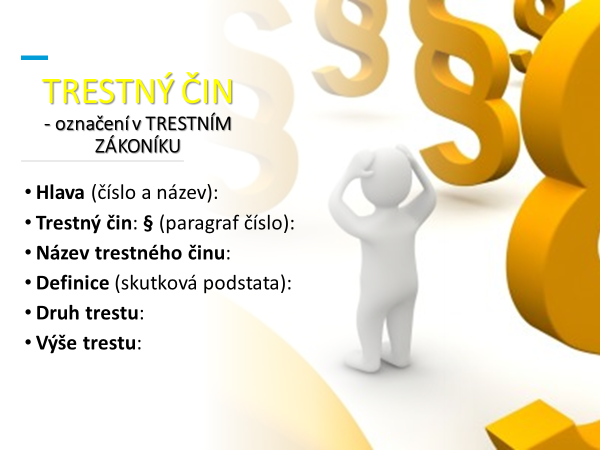 TRESTNÝ ČIN
- označení v TRESTNÍM
ZÁKONÍKU
• Hlava (číslo a název):
• Trestný čin: § (paragraf číslo):
• Název trestného činu:
• Definice (skutková podstata):
• Druh trestu:
• Výše trestu: